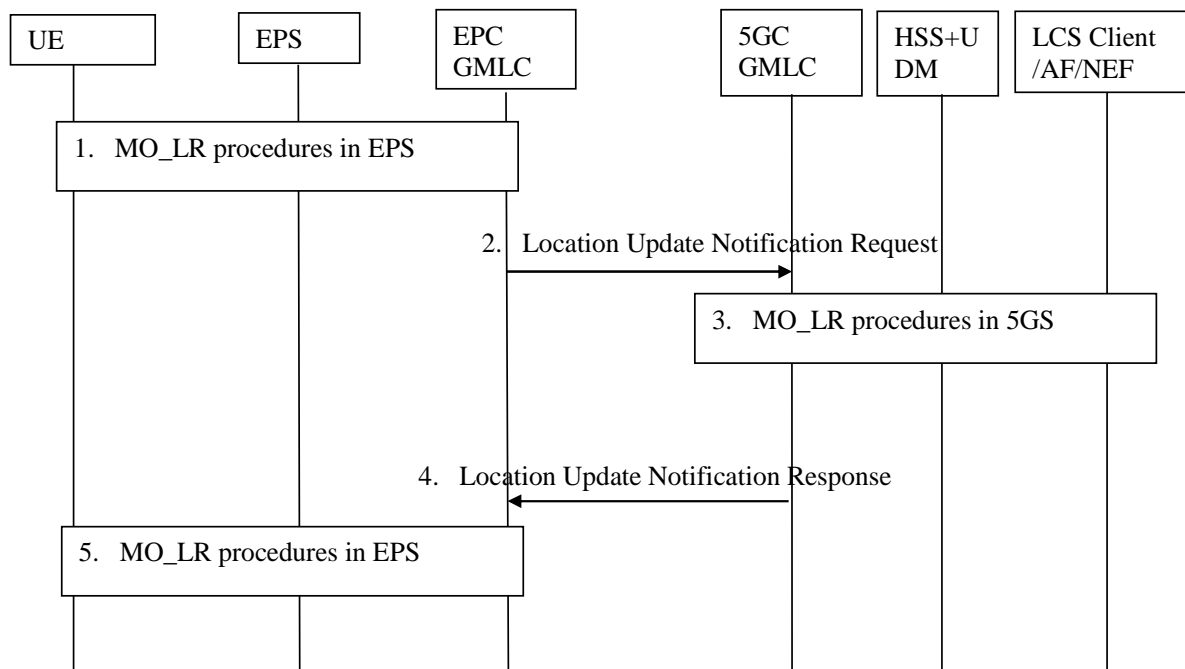 UE
EPS
EPC
GMLC
5GC
GMLC
HSS+U
DM
LCS Client
/AF/NEF
1. MO_LR procedures in EPS
2. Location Update Notification Request
3. MO_LR procedures in 5GS
4. Location Update Notification Response
5. MO_LR procedures in EPS